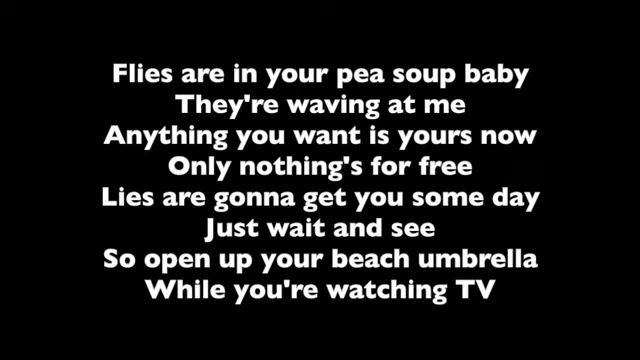 Flies are in your pea soup baby
They're waving at me
Anything you want is yours now
Only nothing's for free
Lies are gonna get you some day
Just wait and see
So open up your beach umbrella
While you're watching TV